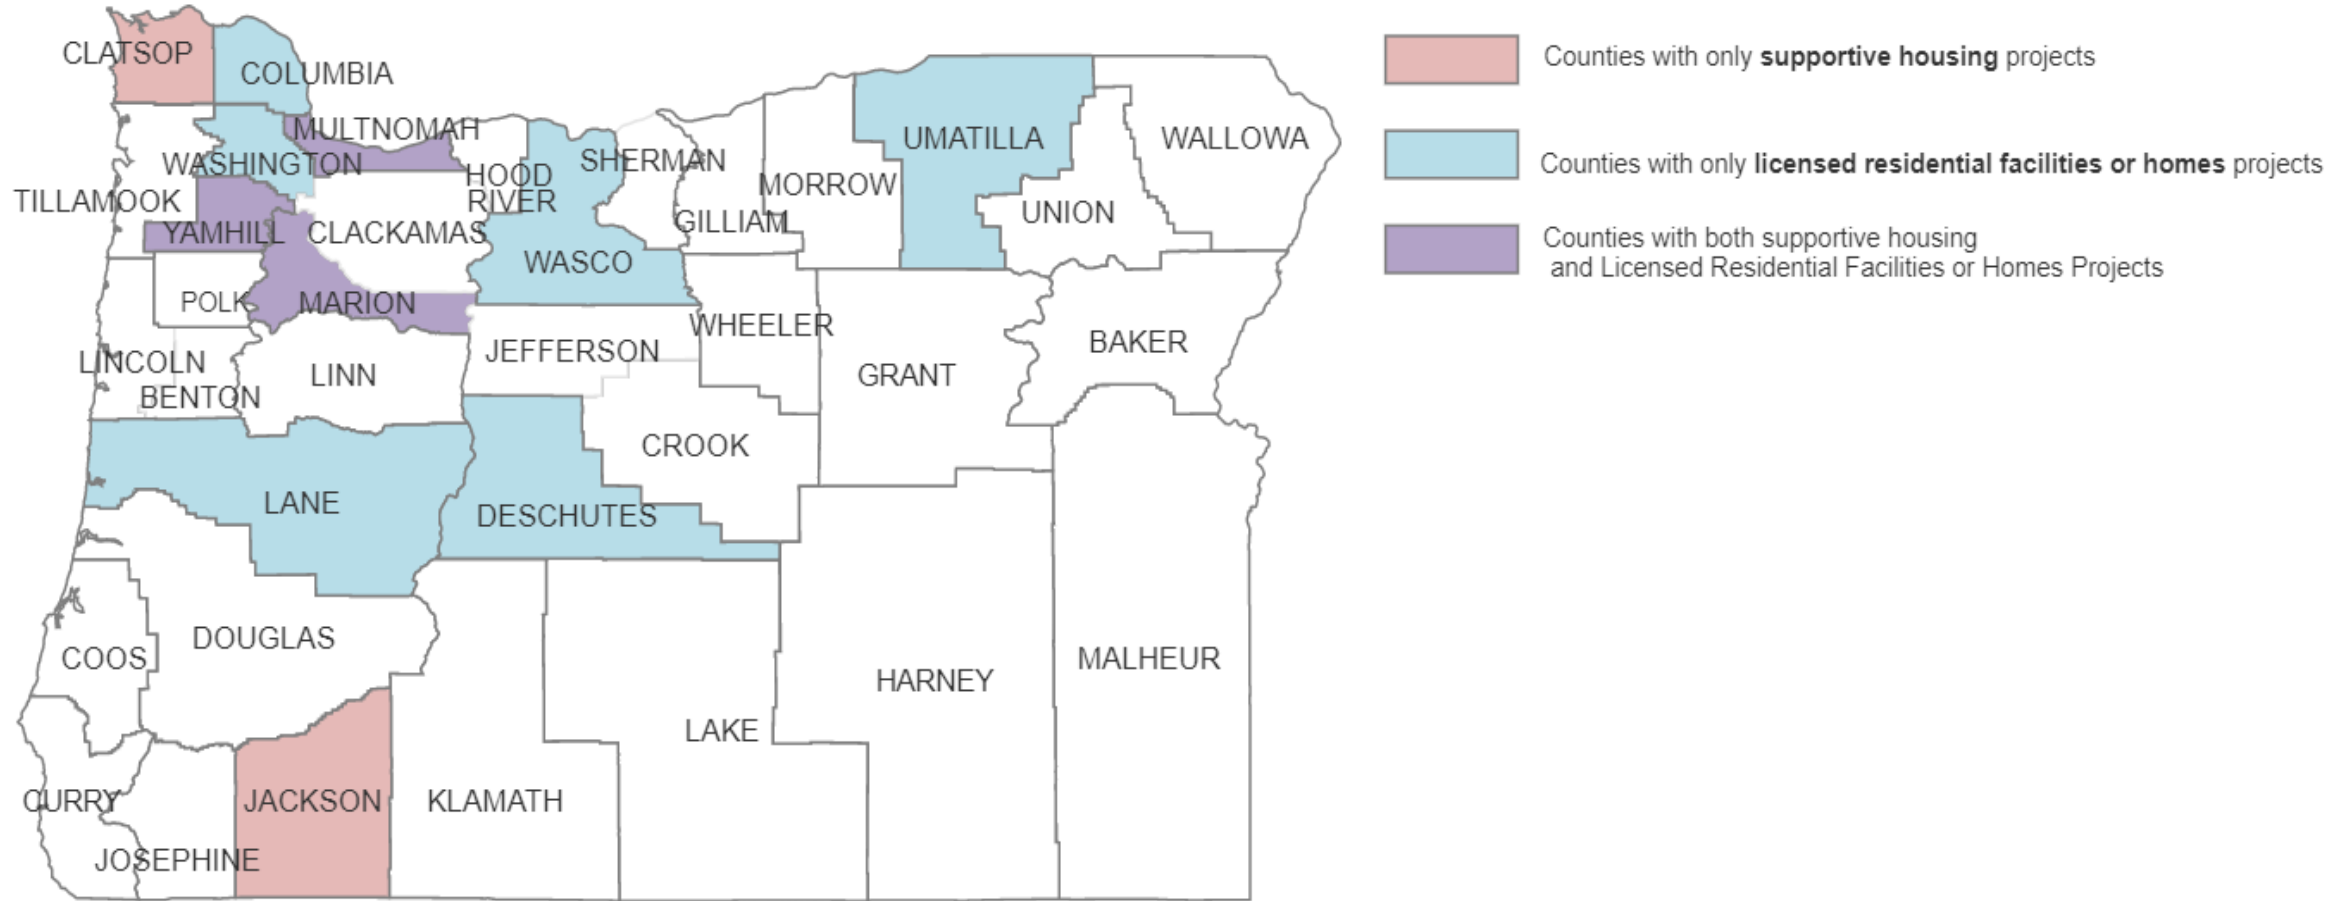 CLATSOP
COLUMBIA
MULTNOMAH
WASHINGTON
HOOD
RIVER
SHERMAN
UMATILLA
WALLOWA
TILLAMOOK
MORROW
GILLIAM
UNION
YAMHILL
CLACKAMAS
WASCO
POLK
MARION
WHEELER
BAKER
LINCOLN
JEFFERSON
LINN
GRANT
BENTON
CROOK
LANE
DESCHUTES
DOUGLAS
COOS
MALHEUR
HARNEY
LAKE
CURRY
JACKSON
KLAMATH
JOSEPHINE
Counties with only supportive housing projects
Counties with only licensed residential facilities or homes projects
Counties with both supportive housing
and Licensed Residential Facilities or Homes Projects